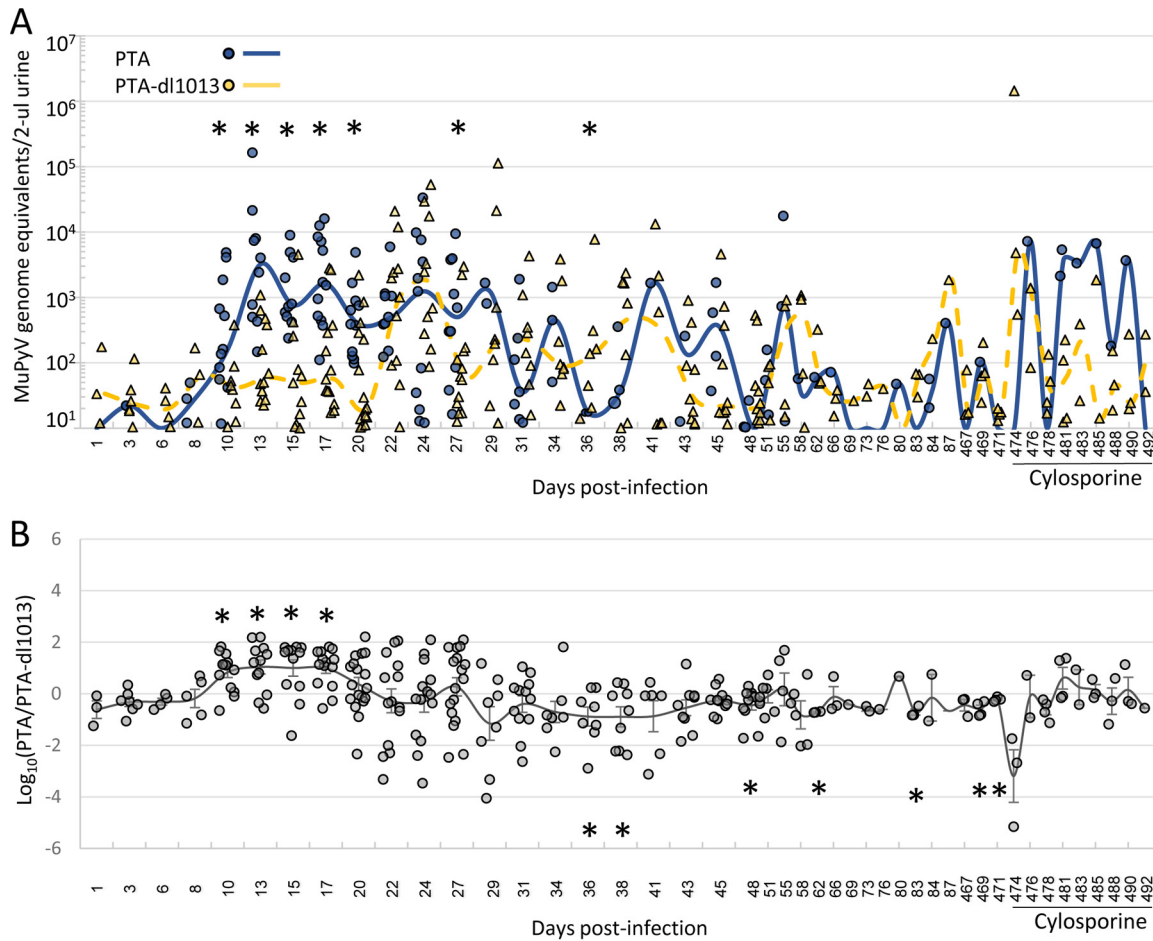 A
10⁷
10⁶
10⁵
10⁴
10³
10²
10¹
MuPyV genome equivalents/2-ul urine
PTA
PTA-dl1013
* * * * * * *
1 3 6 8 10 13 15 17 20 22 24 27 29 31 34 36 38 41 43 45 48 51 55 58 62 66 69 73 76 80 83 84 87 467 469 471 474 476 478 481 483 485 488 490 492
Cylosporine
Days post-infection
B
6
4
2
0
-2
-4
-6
Log₁₀(PTA/PTA-dl1013)
* * * *
* * * * *
* *
1 3 6 8 10 13 15 17 20 22 24 27 29 31 34 36 38 41 43 45 48 51 55 58 62 66 69 73 76 80 83 84 87 467 469 471 474 476 478 481 483 485 488 490 492
Cylosporine
Days post-infection